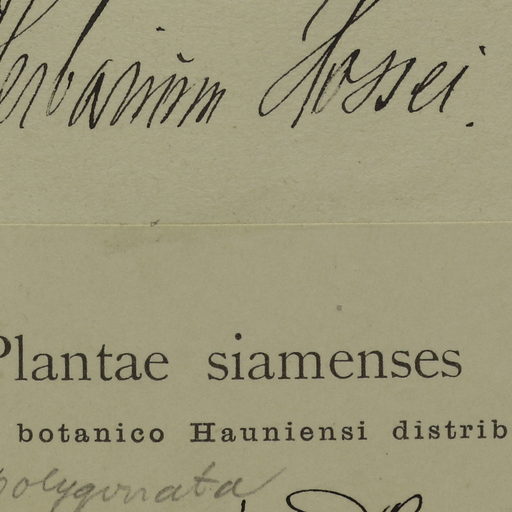 Herbarium Hossei.
Plantae siamenses
botanico Hauniensi distrib
polygonata